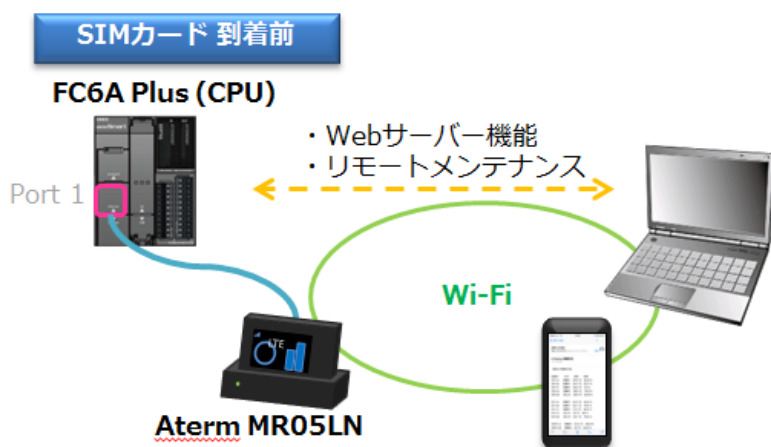 SIMカード 到着前
FC6A Plus (CPU)
・Webサーバー機能
・リモートメンテナンス
Port 1
Wi-Fi
LTE
Aterm MR05LN